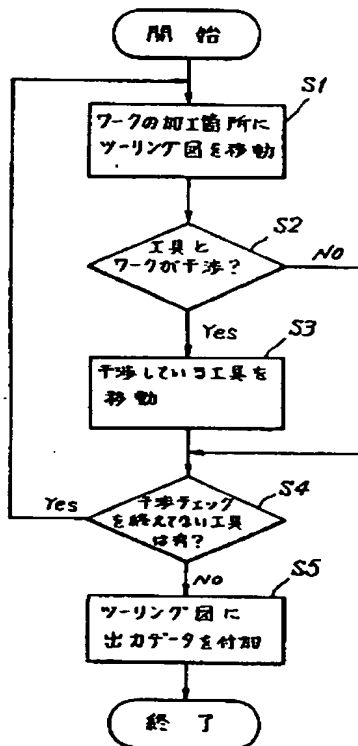 開始
S1
ワークの加工箇所に
ツーリング図を移動
S2
工具と
ワークが干渉?
NO
Yes
S3
干渉している工具を
移動
S4
干渉チェック
を終えてない工具
は有?
Yes
NO
S5
ツーリング図に
出力データを付加
終了